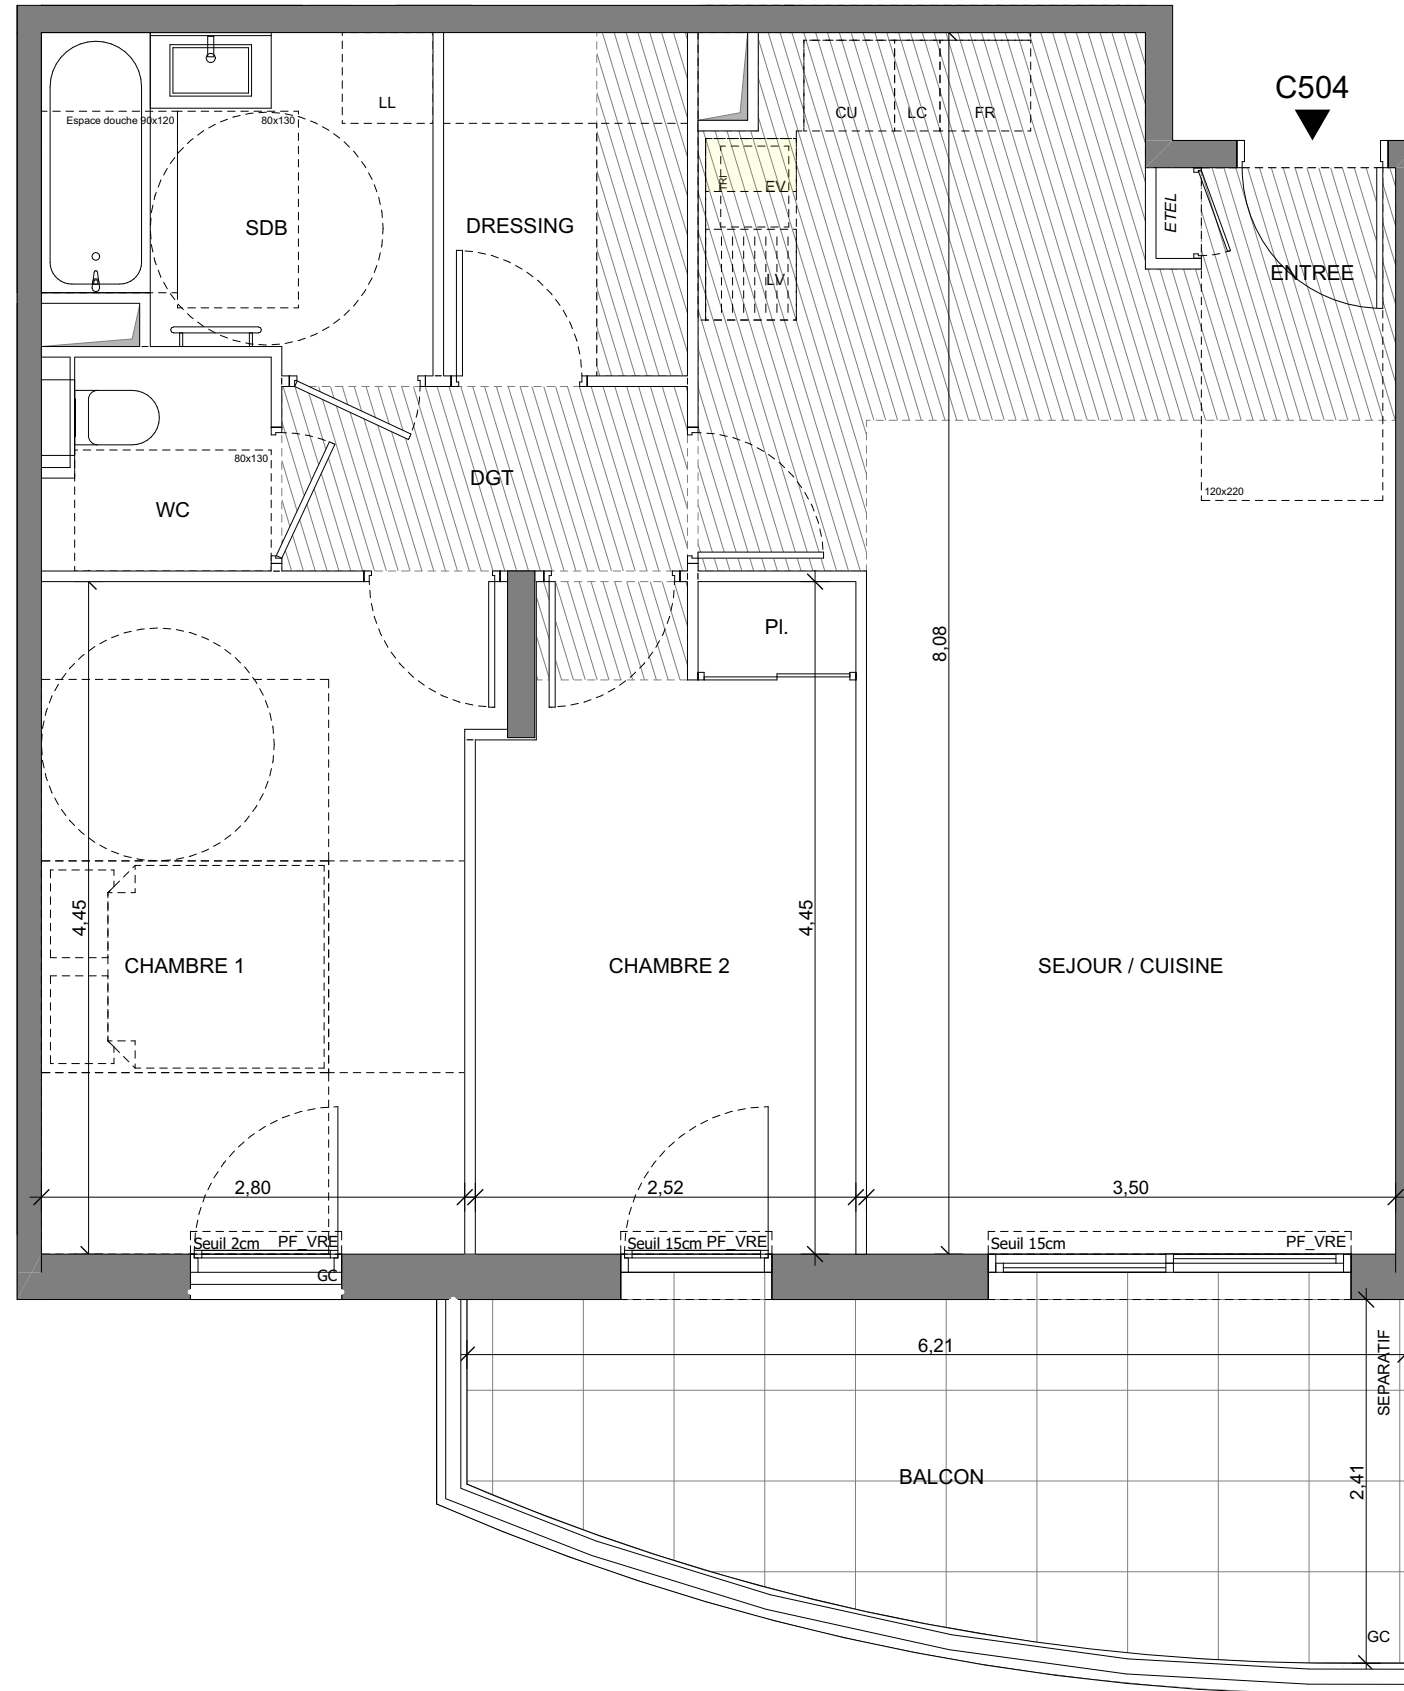 C504
LL
CU
LC
FR
Espace douche 90x120
80x130
TRI
EV
ETEL
SDB
DRESSING
ENTREE
LV
80x130
DGT
WC
120x220
Pl.
8,08
4,45
4,45
CHAMBRE 1
CHAMBRE 2
SEJOUR / CUISINE
2,80
2,52
3,50
Seuil 2cm
PF_VRE
Seuil 15cm
PF_VRE
Seuil 15cm
PF_VRE
GC
6,21
SEPARATIF
BALCON
2,41
GC